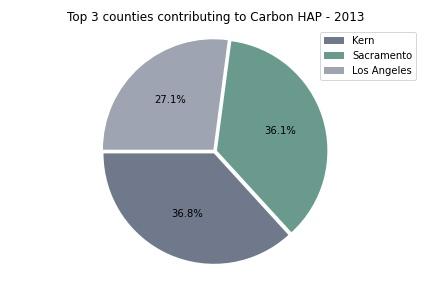 Top 3 counties contributing to Carbon HAP - 2013
Kern
Sacramento
Los Angeles
27.1%
36.1%
36.8%